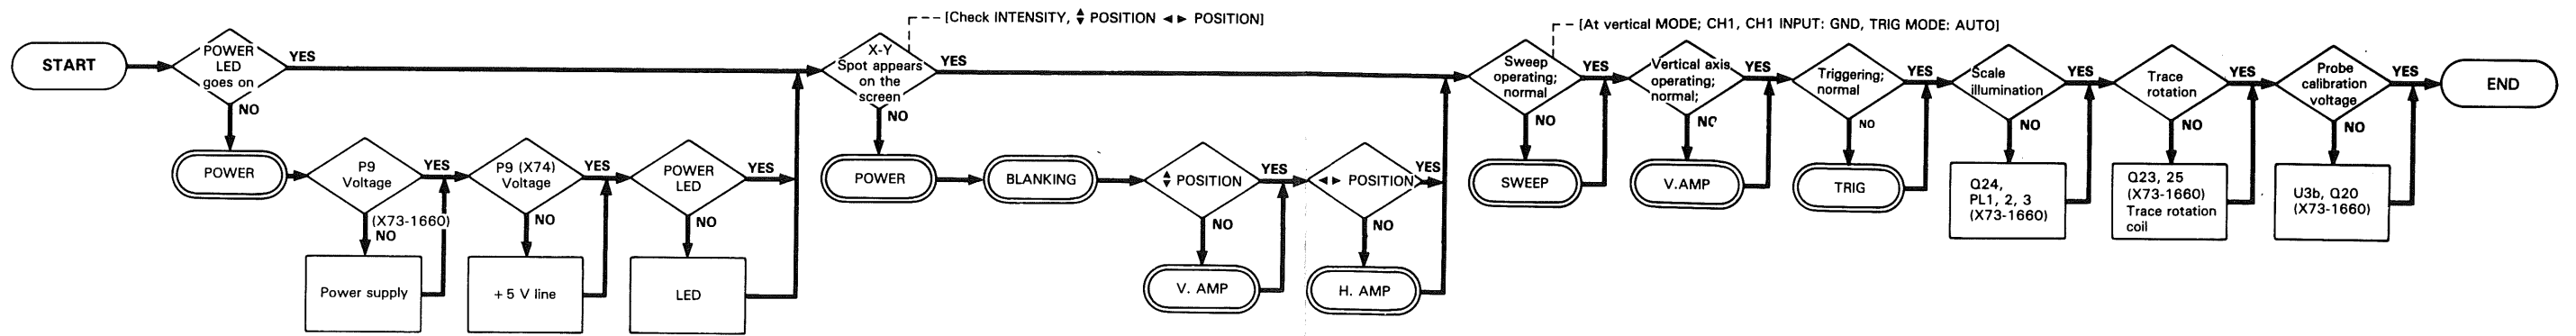 START
POWER
LED
goes on
YES
NO
POWER
P9
Voltage
YES
(X73-1660)
NO
Power supply
P9 (X74)
Voltage
YES
NO
+5 V line
POWER
LED
YES
NO
LED
[Check INTENSITY, POSITION ◄► POSITION]
X-Y
Spot appears
on the
screen
YES
NO
POWER
BLANKING
POSITION
YES
NO
V. AMP
◄► POSITION
YES
NO
H. AMP
[At vertical MODE; CH1, CH1 INPUT: GND, TRIG MODE: AUTO]
Sweep
operating;
normal
YES
NO
SWEEP
Vertical axis
operating;
normal;
YES
NO
V.AMP
Triggering;
normal
YES
NO
TRIG
Scale
illumination
YES
NO
Q24,
PL1, 2, 3
(X73-1660)
Trace
rotation
YES
NO
Q23, 25
(X73-1660)
Trace rotation
coil
Probe
calibration
voltage
YES
NO
U3b, Q20
(X73-1660)
END